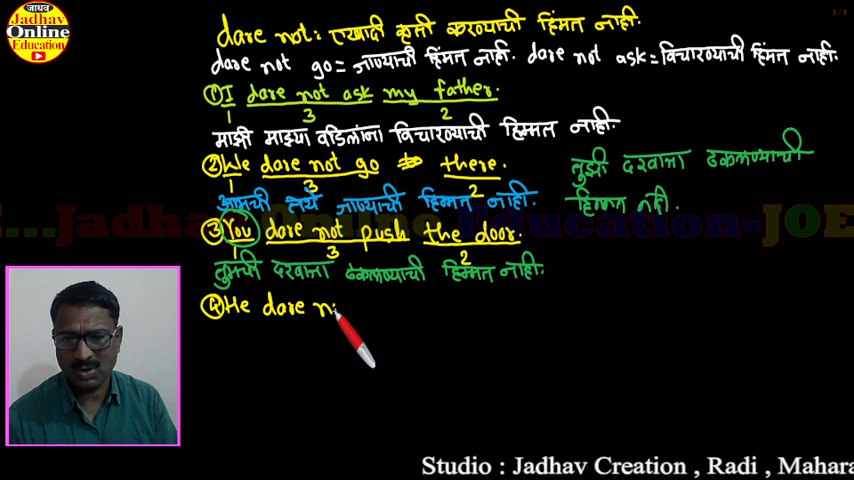 जाधव
Jadhav
Online
Education
3 / 3
dare not : एखादी कृती करण्याची हिंमत नाही.
dare not go = जाण्याची हिंमत नाही. dare not ask = विचारण्याची हिंमत नाही.
① I dare not ask my father.
1 3 2
माझी माझ्या वडिलांना विचारण्याची हिम्मत नाही.
② We dare not go there.
1 3 2
आमची तेथे जाण्याची हिम्मत नाही.
तुझी दरवाजा ढकलण्याची
हिम्मत नाही.
E...Jadhav Online Education-JOE
③ You dare not push the door.
1 3 2
तुमची दरवाजा ढकलण्याची हिम्मत नाही.
④ He dare n
Studio : Jadhav Creation , Radi , Mahara